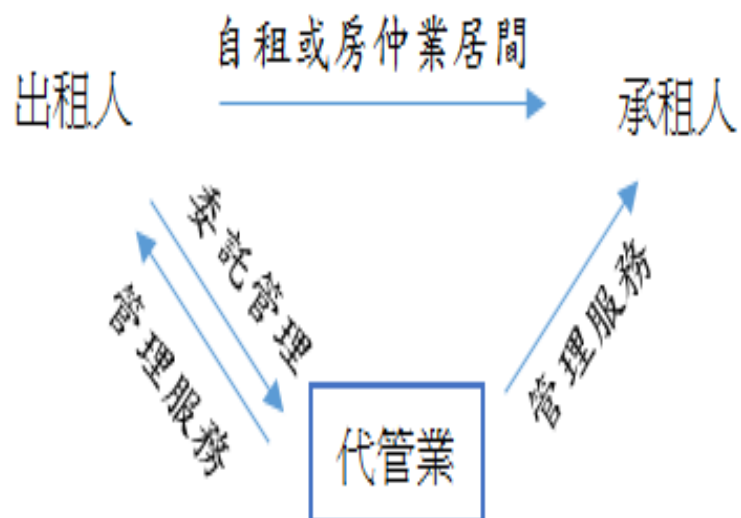 自租或房仲業居間
出租人
承租人
委託管理
管理服務
管理服務
代管業